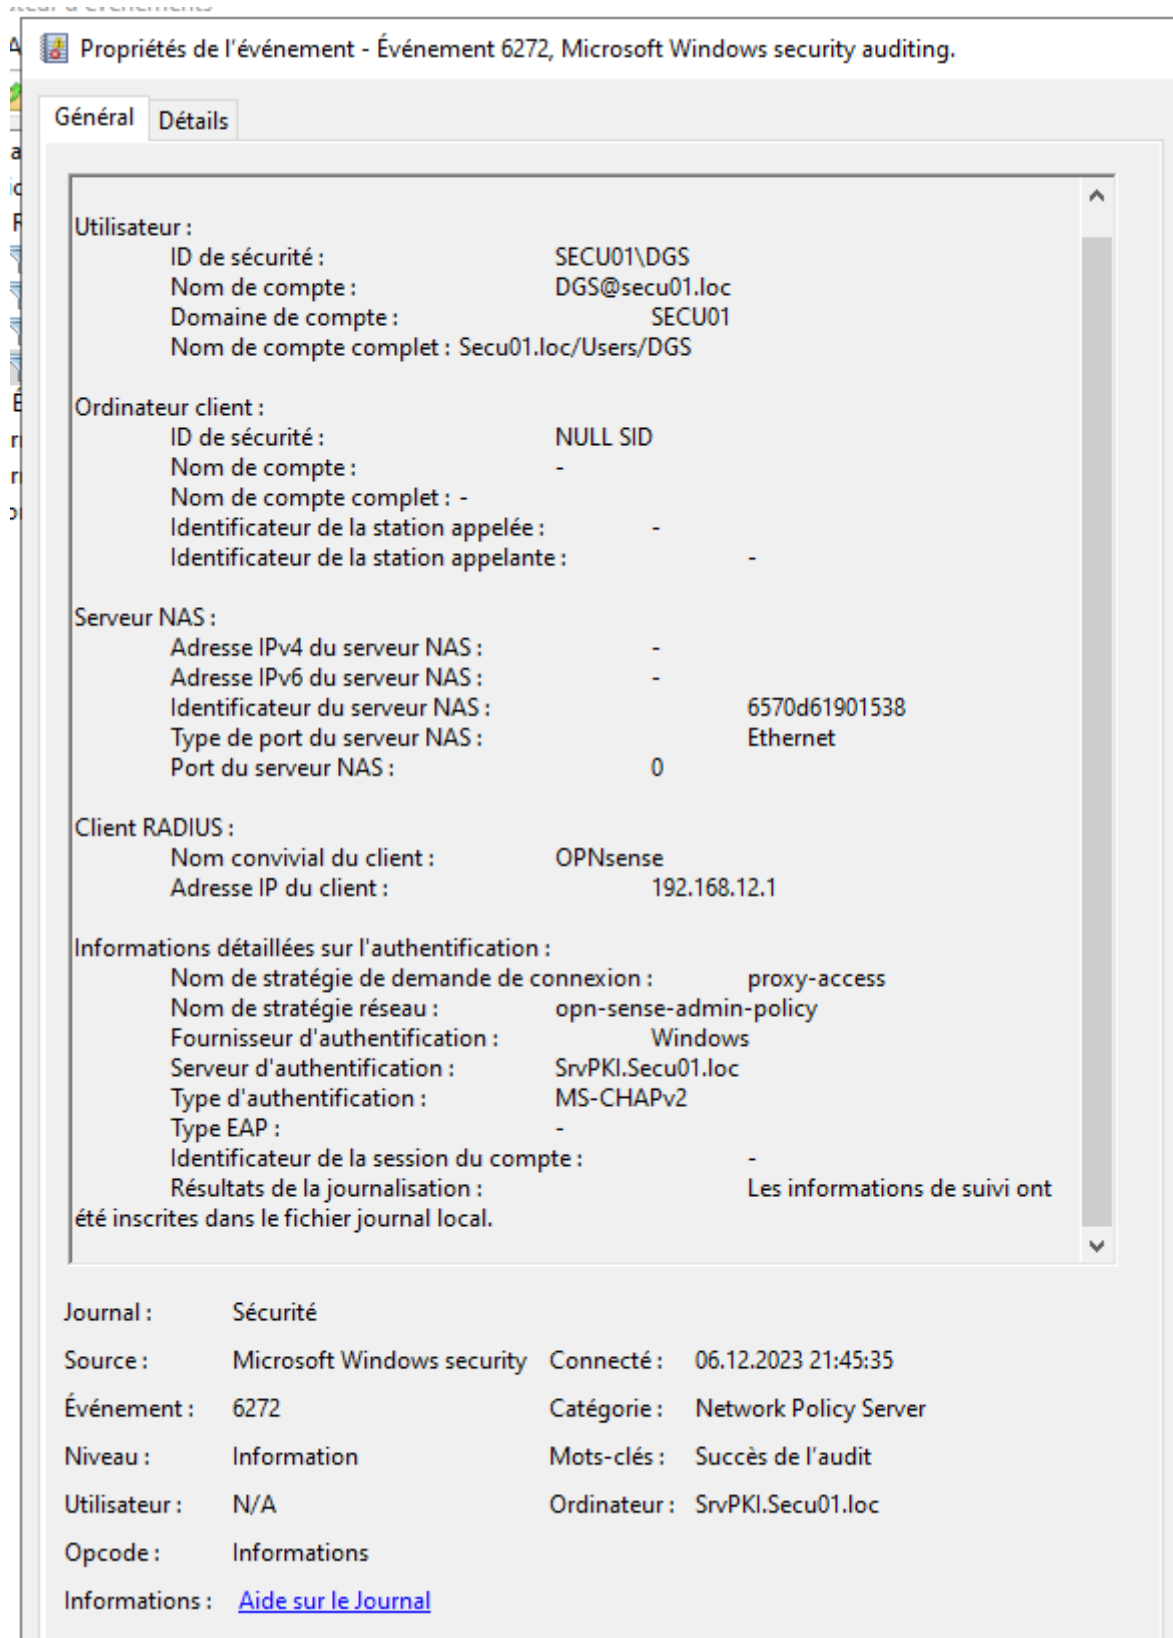 Propriétés de l'événement - Événement 6272, Microsoft Windows security auditing.
Général Détails
Utilisateur :
ID de sécurité : SECU01\DGS
Nom de compte : DGS@secu01.loc
Domaine de compte : SECU01
Nom de compte complet : Secu01.loc/Users/DGS
Ordinateur client :
ID de sécurité : NULL SID
Nom de compte : -
Nom de compte complet : -
Identificateur de la station appelée : -
Identificateur de la station appelante : -
Serveur NAS :
Adresse IPv4 du serveur NAS : -
Adresse IPv6 du serveur NAS : -
Identificateur du serveur NAS : 6570d61901538
Type de port du serveur NAS : Ethernet
Port du serveur NAS : 0
Client RADIUS :
Nom convivial du client : OPNsense
Adresse IP du client : 192.168.12.1
Informations détaillées sur l'authentification :
Nom de stratégie de demande de connexion : proxy-access
Nom de stratégie réseau : opn-sense-admin-policy
Fournisseur d'authentification : Windows
Serveur d'authentification : SrvPKI.Secu01.loc
Type d'authentification : MS-CHAPv2
Type EAP : -
Identificateur de la session du compte : -
Résultats de la journalisation : Les informations de suivi ont
été inscrites dans le fichier journal local.
Journal : Sécurité
Source : Microsoft Windows security Connecté : 06.12.2023 21:45:35
Événement : 6272 Catégorie : Network Policy Server
Niveau : Information Mots-clés : Succès de l'audit
Utilisateur : N/A Ordinateur : SrvPKI.Secu01.loc
Opcode : Informations
Informations : Aide sur le Journal